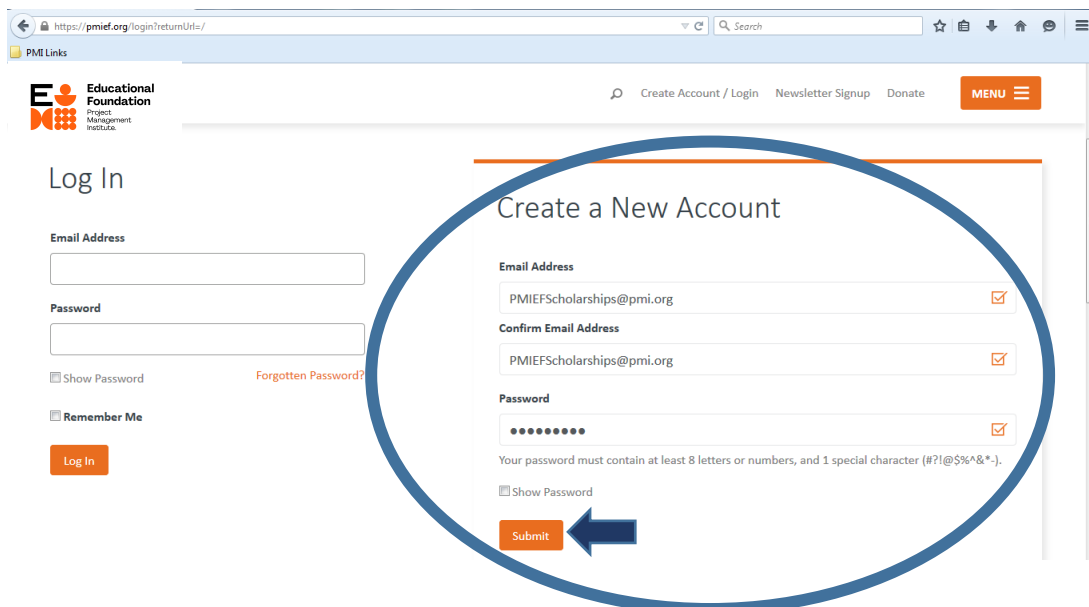 https://pmief.org/login?returnUrl=/
Search
PMI Links
Educational
Foundation
Project
Management
Institute.
Create Account / Login Newsletter Signup Donate
MENU
Log In
Email Address
Password
Show Password
Forgotten Password?
Remember Me
Log In
Create a New Account
Email Address
PMIEFScholarships@pmi.org
Confirm Email Address
PMIEFScholarships@pmi.org
Password
●●●●●●●●●
Your password must contain at least 8 letters or numbers, and 1 special character (#?!@$%^&*-).
Show Password
Submit